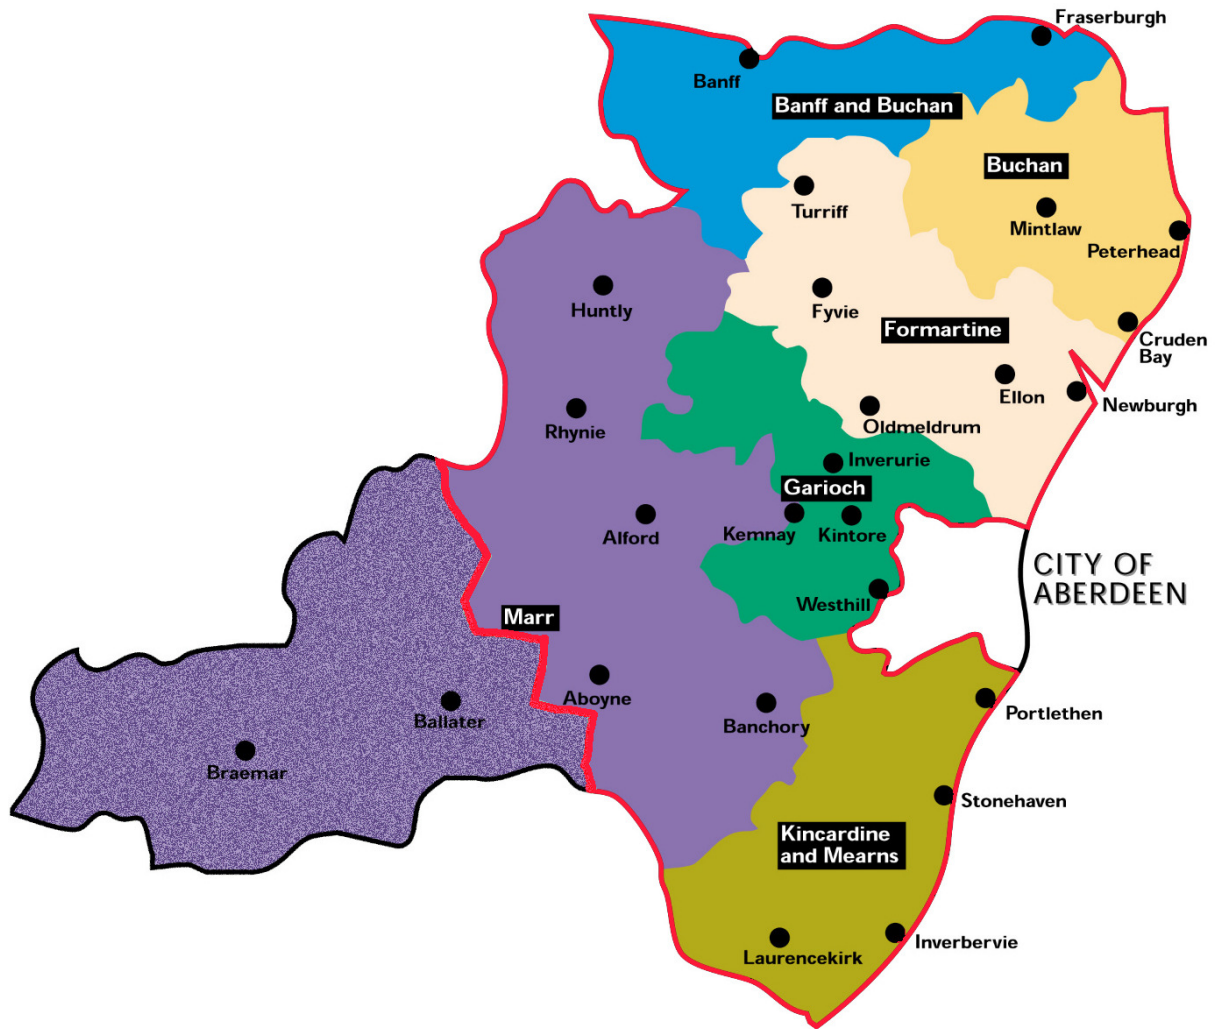 Fraserburgh
Banff
Banff and Buchan
Buchan
Turriff
Mintlaw
Peterhead
Huntly
Fyvie
Formartine
Cruden
Bay
Ellon
Newburgh
Rhynie
Oldmeldrum
Inverurie
Garioch
Alford
Kemnay
Kintore
CITY OF
ABERDEEN
Westhill
Marr
Aboyne
Banchory
Ballater
Portlethen
Braemar
Stonehaven
Kincardine
and Mearns
Inverbervie
Laurencekirk